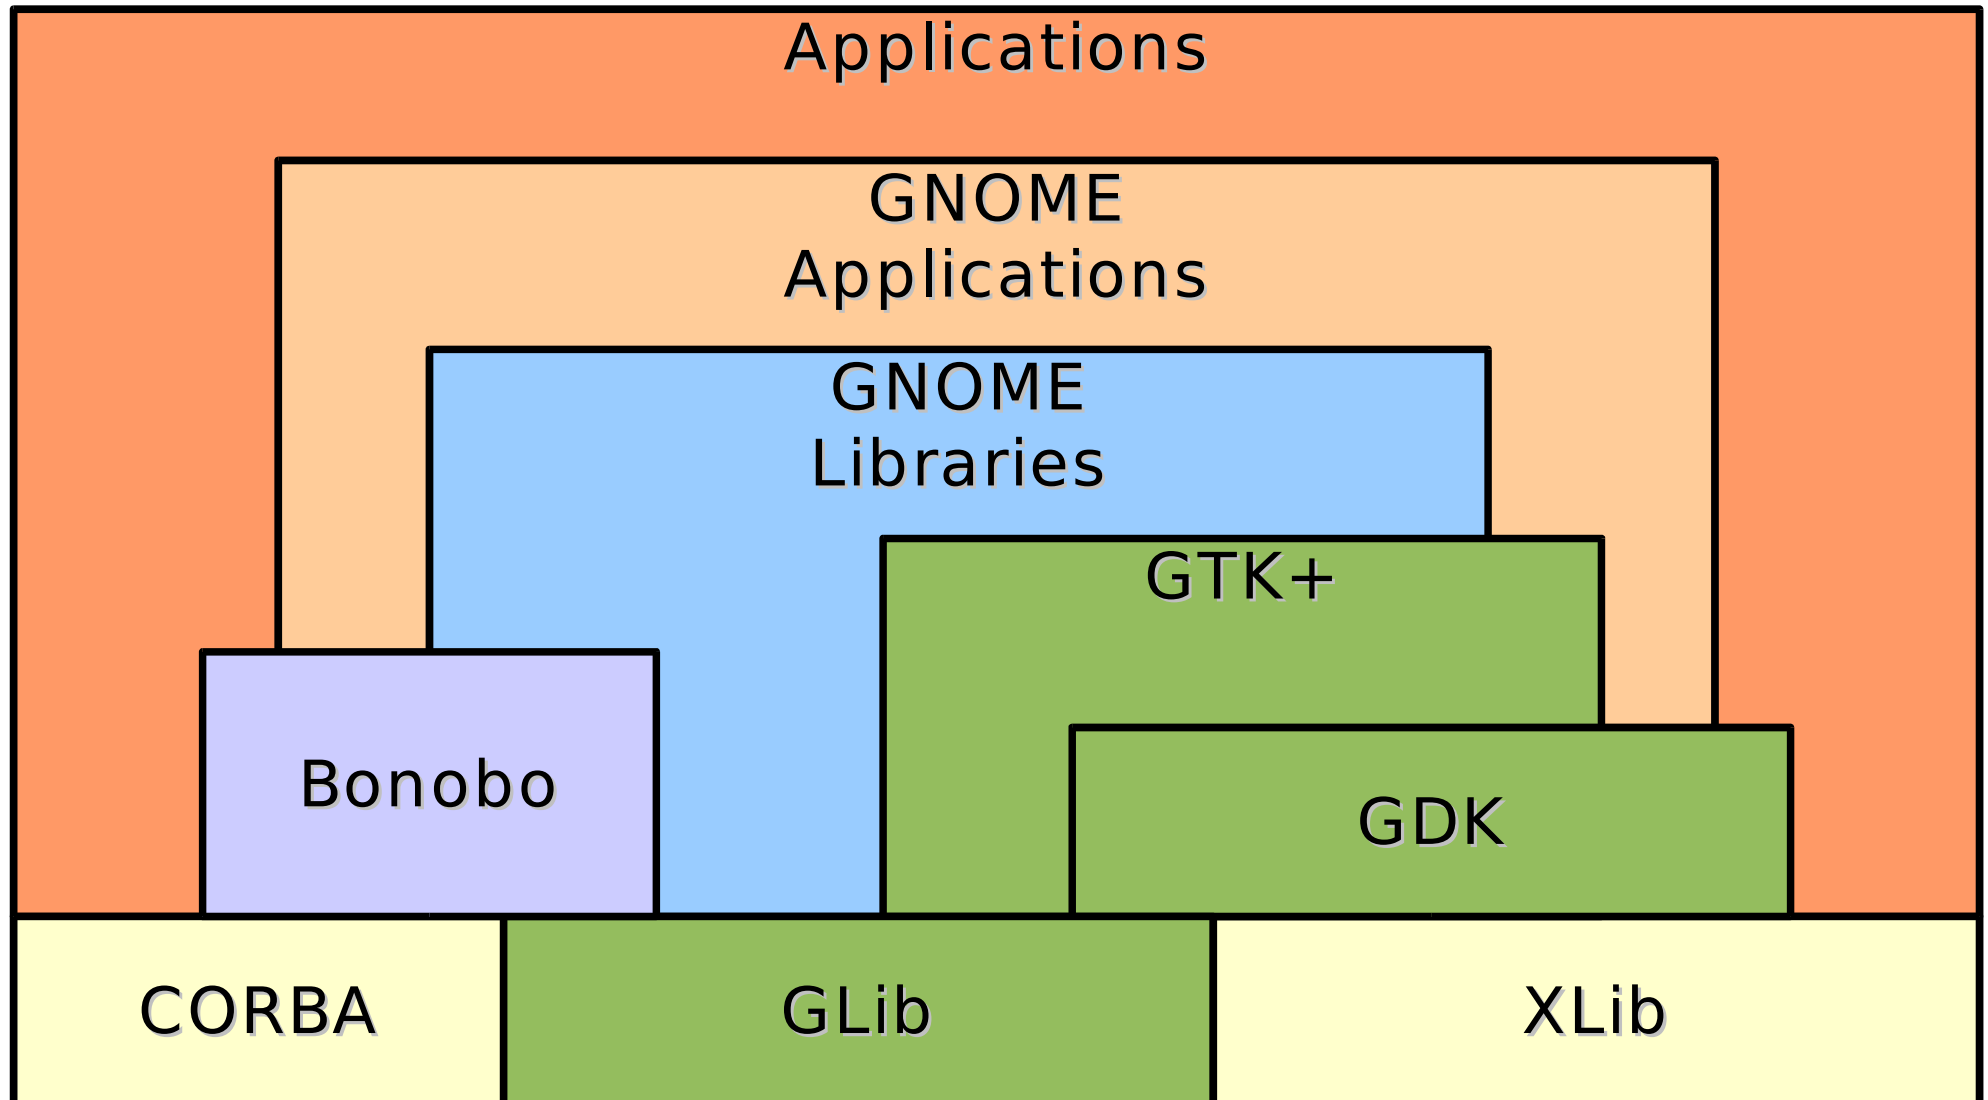 Applications
GNOME
Applications
GNOME
Libraries
GTK+
Bonobo
GDK
CORBA
GLib
XLib